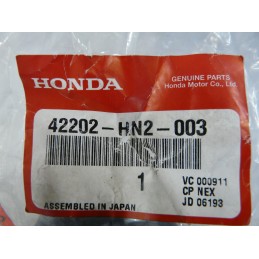 HONDA
GENUINE PARTS
Honda Motor Co., Ltd.
42202-HN2-003
1
VC 000911
CP NEX
JD 06193
ASSEMBLED IN JAPAN